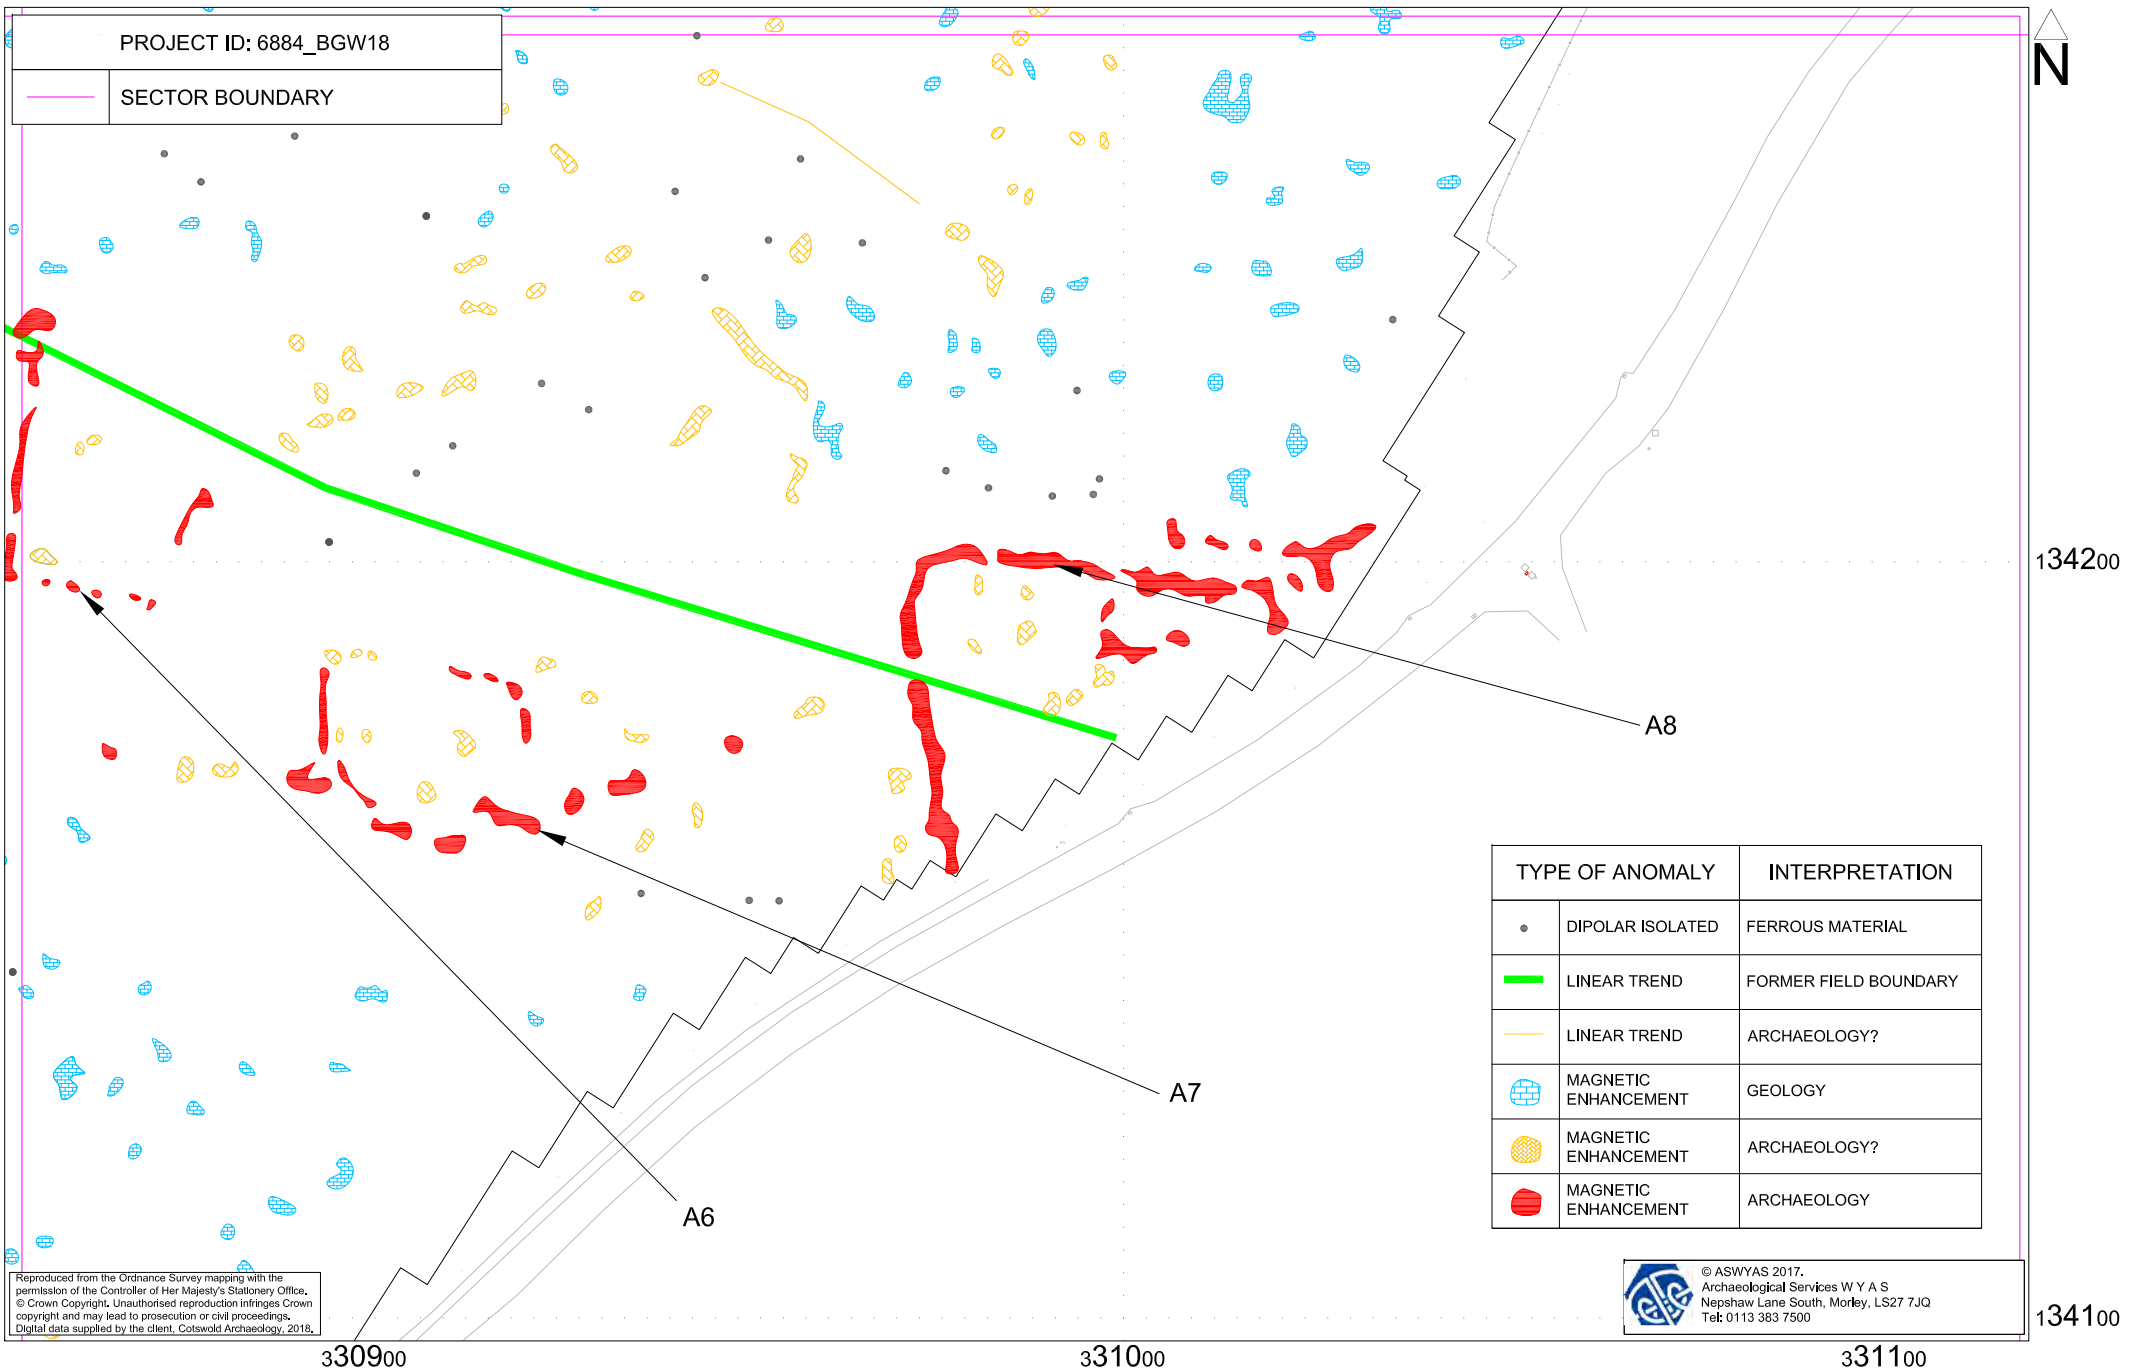 PROJECT ID: 6884_BGW18
SECTOR BOUNDARY
N
134200
A8
A7
A6
TYPE OF ANOMALY INTERPRETATION
DIPOLAR ISOLATED FERROUS MATERIAL
LINEAR TREND FORMER FIELD BOUNDARY
LINEAR TREND ARCHAEOLOGY?
MAGNETIC
ENHANCEMENT
GEOLOGY
MAGNETIC
ENHANCEMENT
ARCHAEOLOGY?
MAGNETIC
ENHANCEMENT
ARCHAEOLOGY
Reproduced from the Ordnance Survey mapping with the
permission of the Controller of Her Majesty's Stationery Office.
© Crown Copyright. Unauthorised reproduction infringes Crown
copyright and may lead to prosecution or civil proceedings.
Digital data supplied by the client, Cotswold Archaeology, 2018.
© ASWYAS 2017.
Archaeological Services W Y A S
Nepshaw Lane South, Morley, LS27 7JQ
Tel: 0113 383 7500
134100
330900
331000
331100